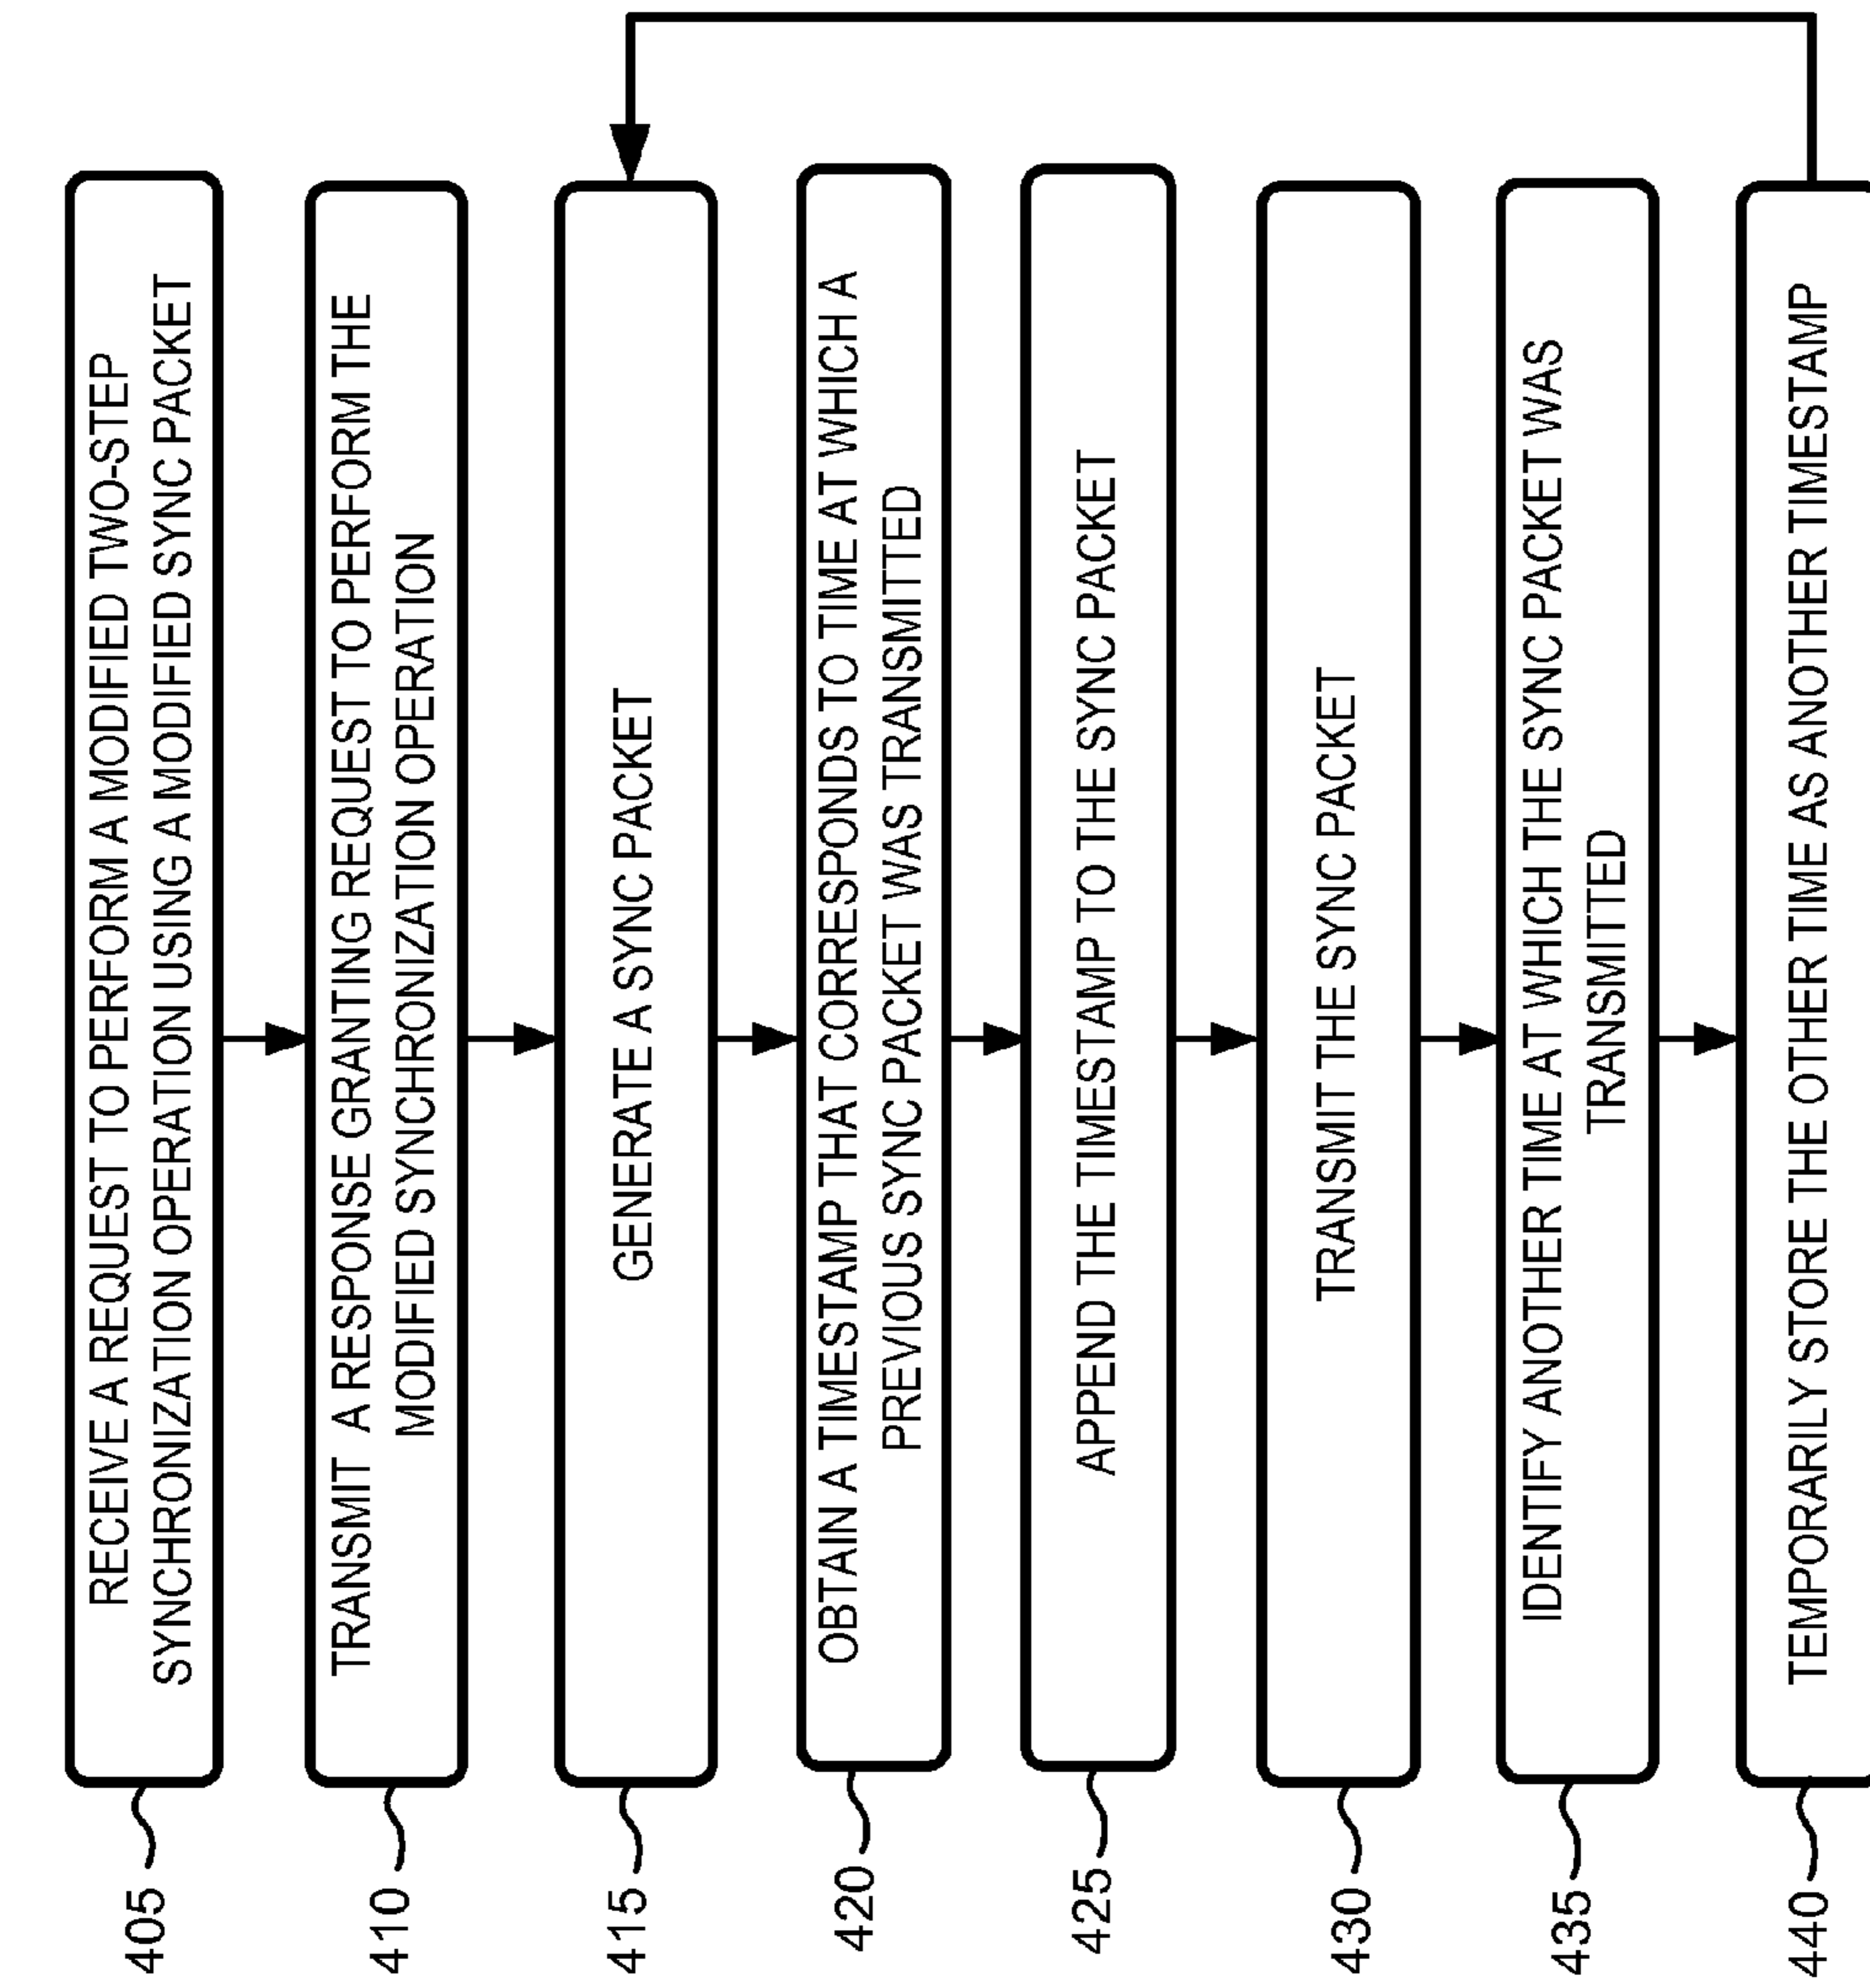 405
RECEIVE A REQUEST TO PERFORM A MODIFIED TWO-STEP
SYNCHRONIZATION OPERATION USING A MODIFIED SYNC PACKET
410
TRANSMIT A RESPONSE GRANTING REQUEST TO PERFORM THE
MODIFIED SYNCHRONIZATION OPERATION
415
GENERATE A SYNC PACKET
420
OBTAIN A TIMESTAMP THAT CORRESPONDS TO TIME AT WHICH A
PREVIOUS SYNC PACKET WAS TRANSMITTED
425
APPEND THE TIMESTAMP TO THE SYNC PACKET
430
TRANSMIT THE SYNC PACKET
435
IDENTIFY ANOTHER TIME AT WHICH THE SYNC PACKET WAS
TRANSMITTED
440
TEMPORARILY STORE THE OTHER TIME AS ANOTHER TIMESTAMP